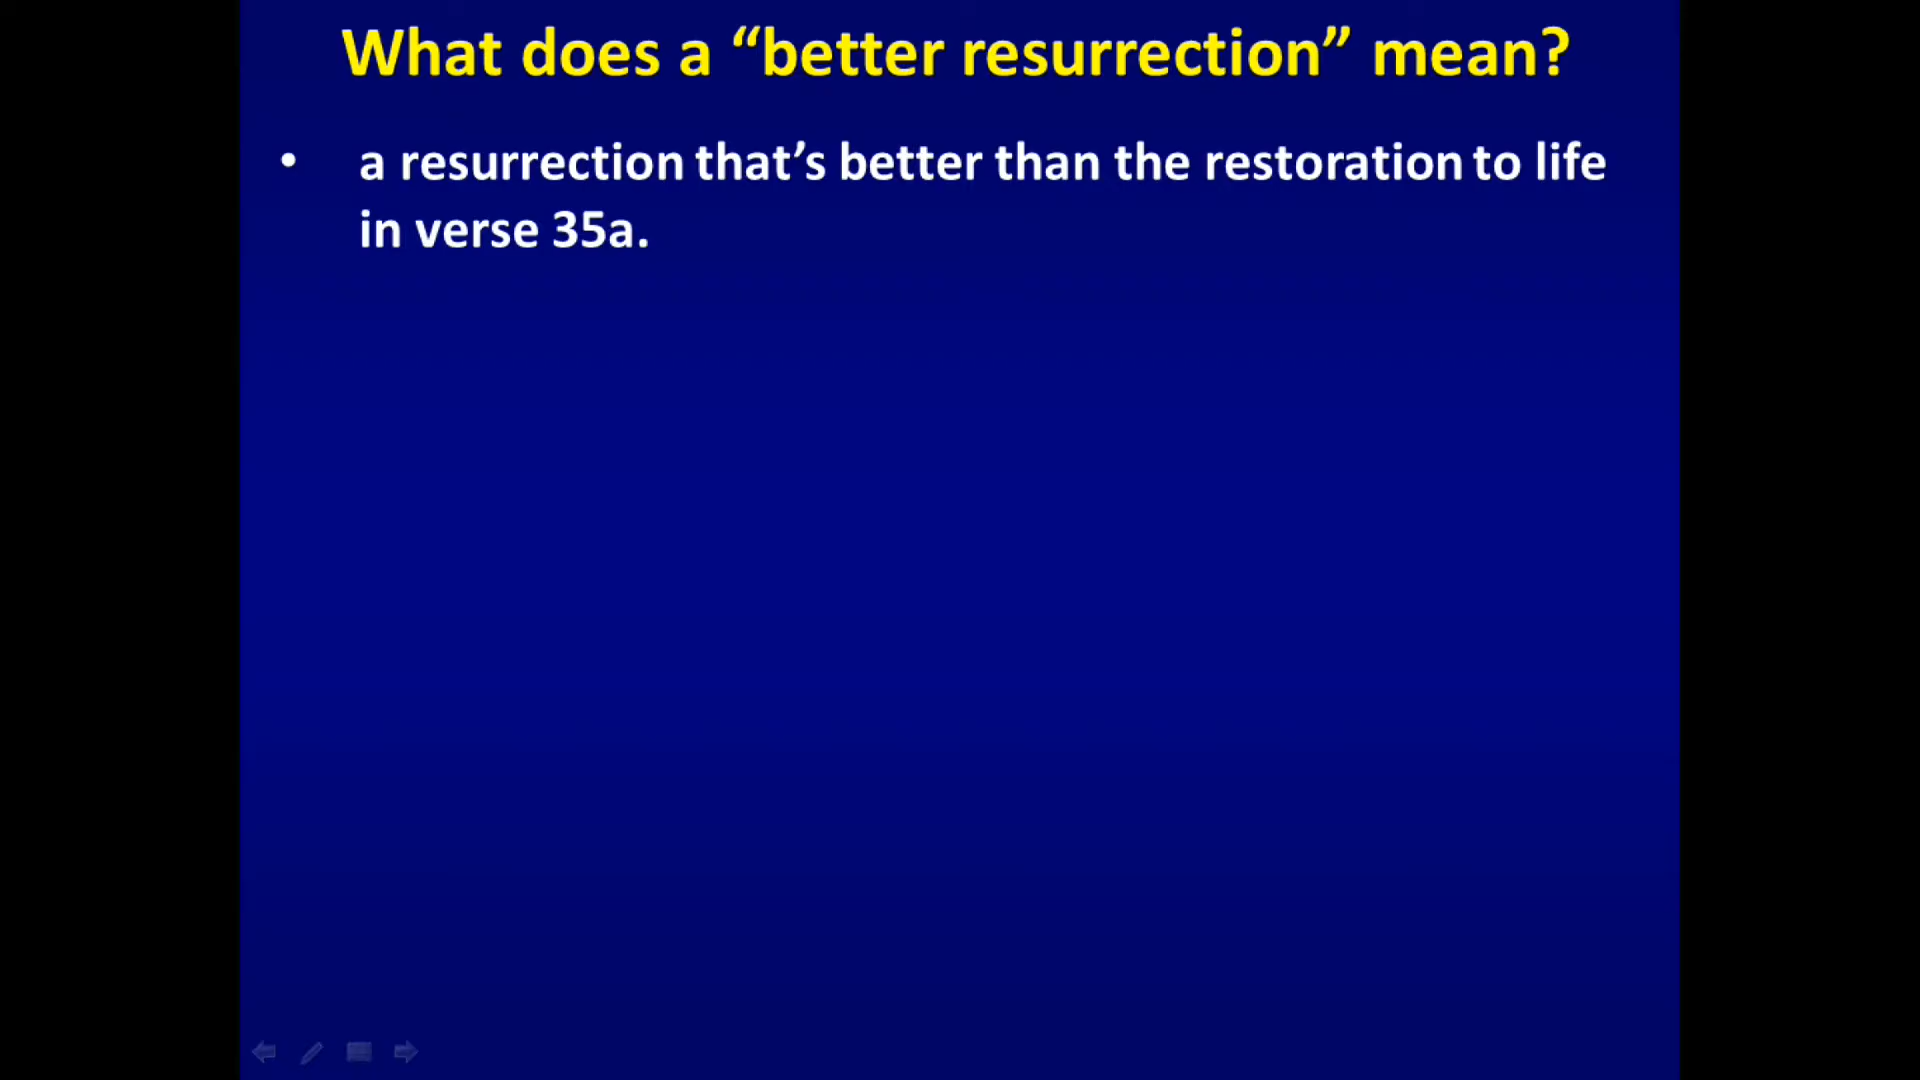 What does a “better resurrection” mean?
• a resurrection that’s better than the restoration to life
in verse 35a.